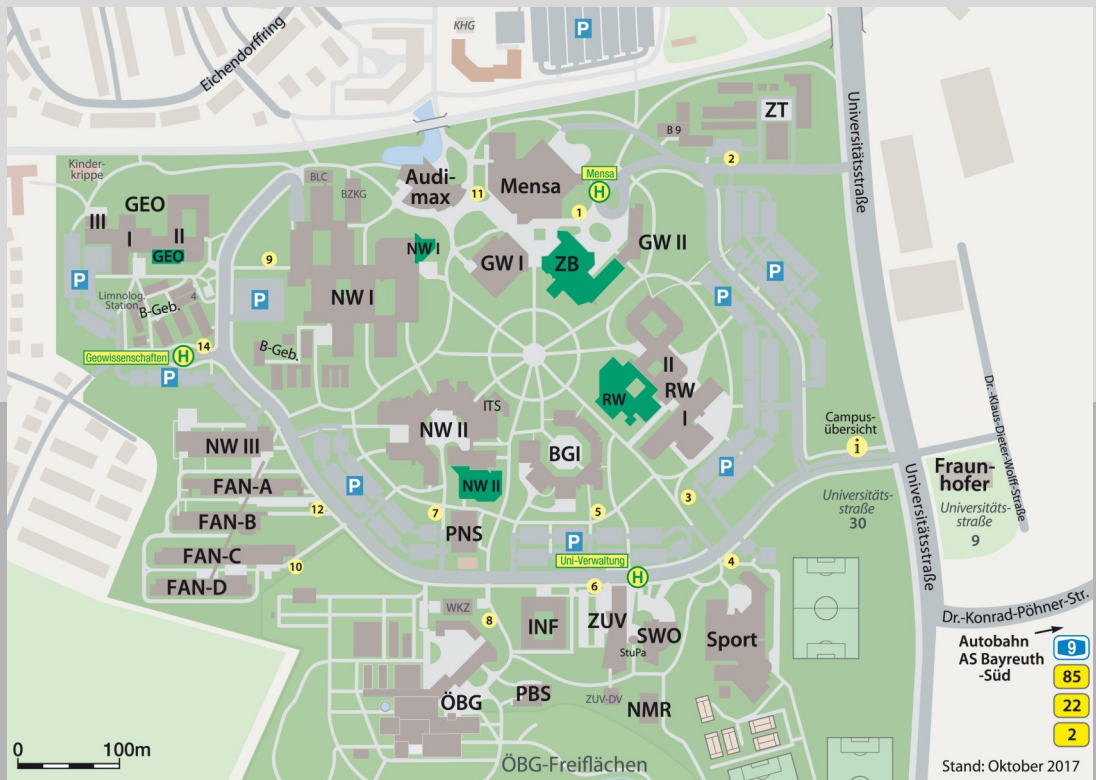 KHG
P
Eichendorffring
ZT
B 9
2
Universitätsstraße
Kinder-
krippe
BLC
BZKG
Audi-
max
11
Mensa
Mensa
H
1
GEO
III
I
II
GEO
9
NW I
GW I
ZB
GW II
P
P
P
P
NW I
Limnolog.
Station
4
B-Geb.
14
Geowissenschaften
H
P
B-Geb.
II
RW
RW
I
Dr.-Klaus-Dieter-Wolff-Straße
ITS
NW II
BGI
Campus-
übersicht
i
NW III
P
NW II
P
3
Fraun-
hofer
Universitäts-
straße
9
Universitäts-
straße
30
Universitätsstraße
FAN-A
12
7
5
FAN-B
PNS
P
FAN-C
10
Uni-Verwaltung
H
4
FAN-D
6
WKZ
8
INF
ZUV
SWO
StuPa
Sport
Dr.-Konrad-Pöhner-Str.
Autobahn
AS Bayreuth
-Süd
9
85
22
2
ÖBG
PBS
ZUV-DV
NMR
0
100m
ÖBG-Freiflächen
Stand: Oktober 2017